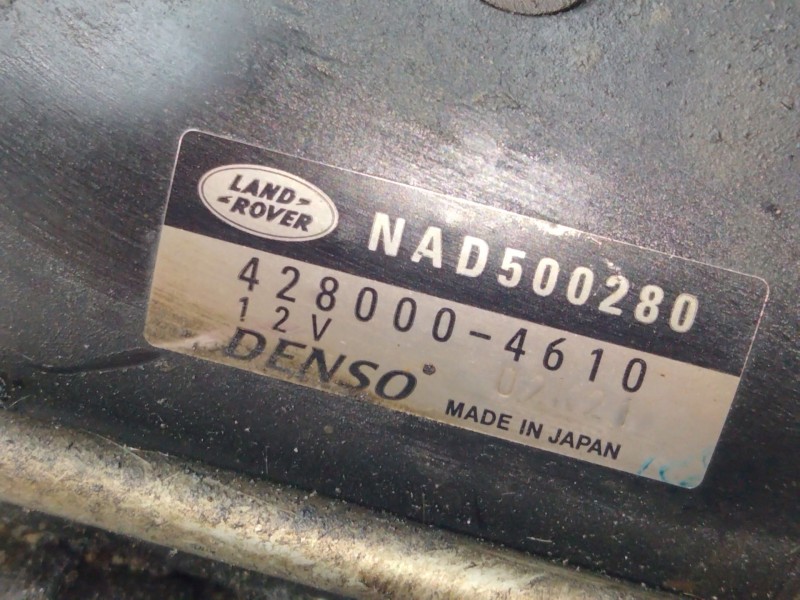 LAND-
-ROVER
NAD500280
428000-4610
12V
DENSO
MADE IN JAPAN